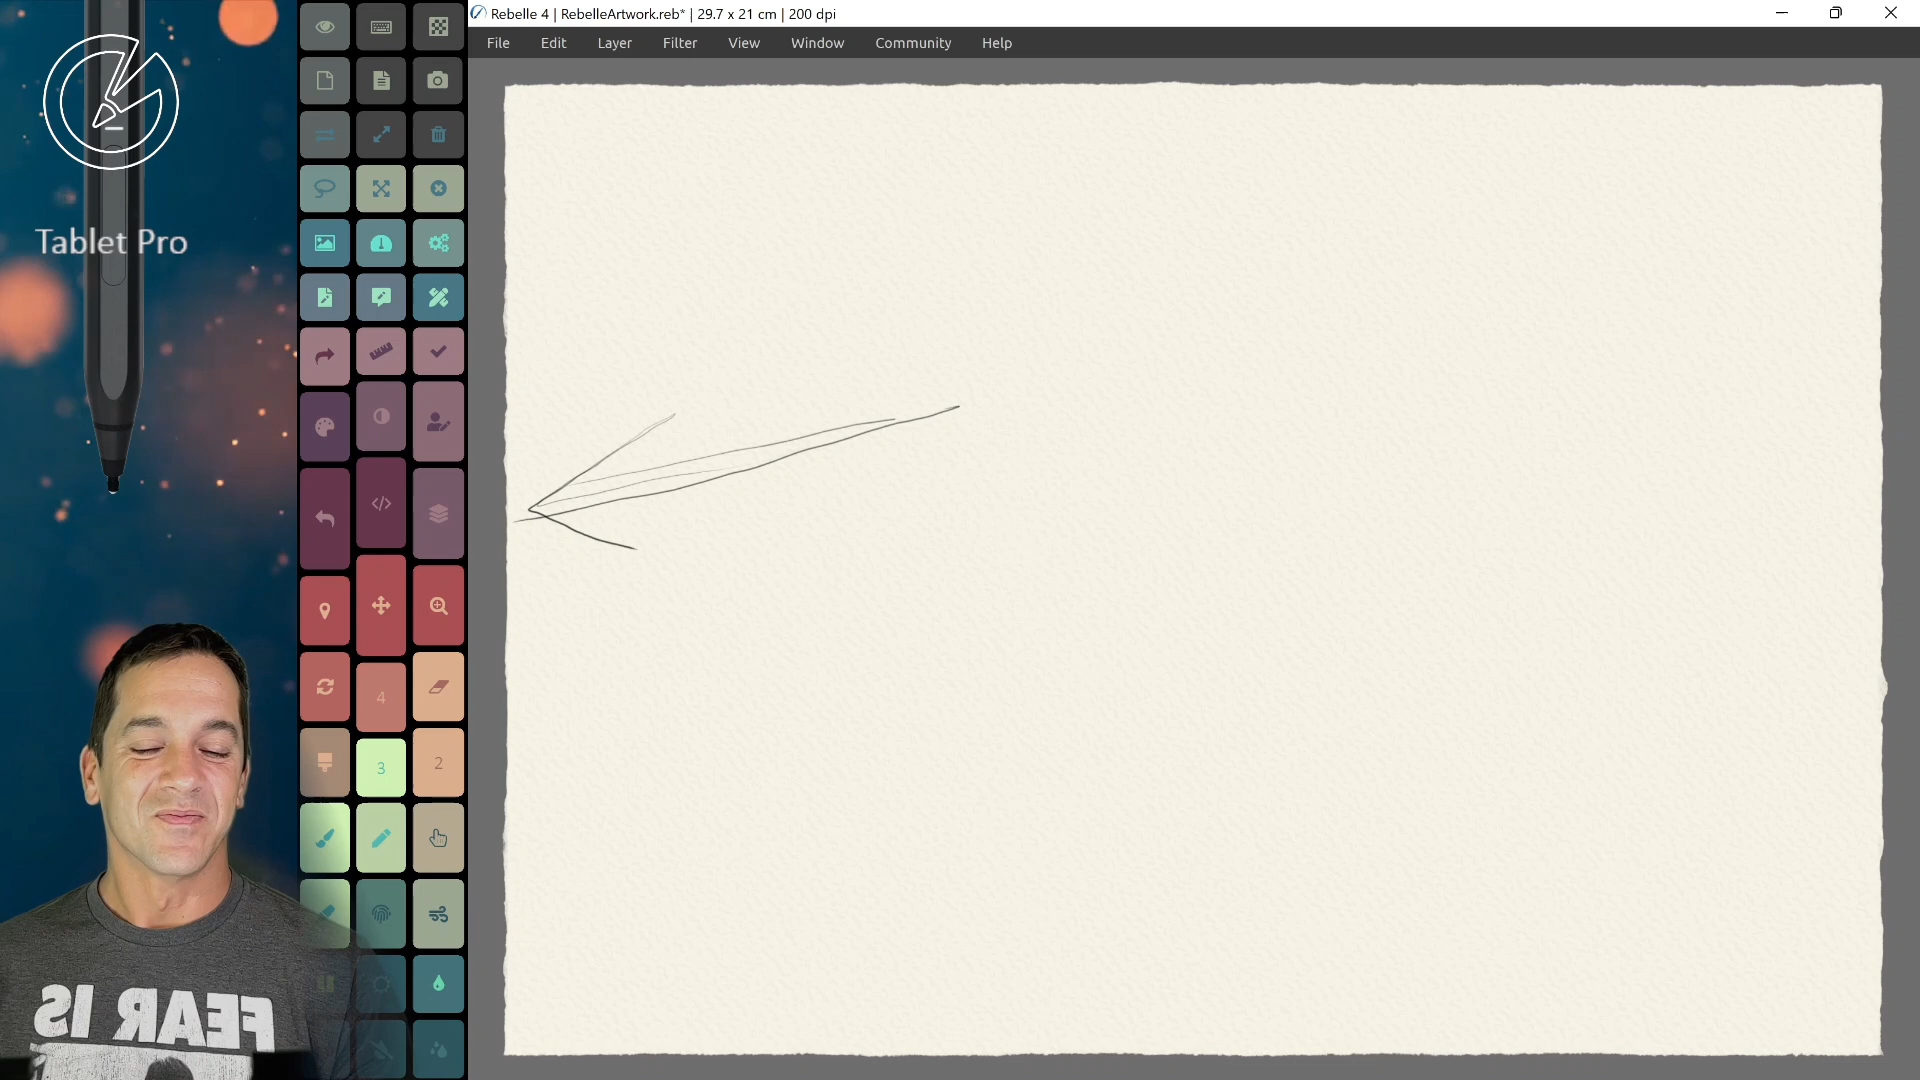 Rebelle 4 | RebelleArtwork.reb* | 29.7 x 21 cm | 200 dpi
File Edit Layer Filter View Window Community Help
Tablet Pro
4
3
2
FEAR IS